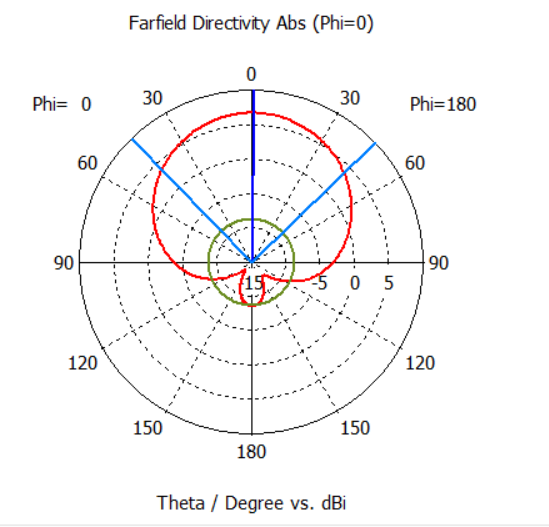 Farfield Directivity Abs (Phi=0)
0
Phi= 0 30 30 Phi=180
60 60
90 90
15 -5 0 5
120 120
150 150
180
Theta / Degree vs. dBi